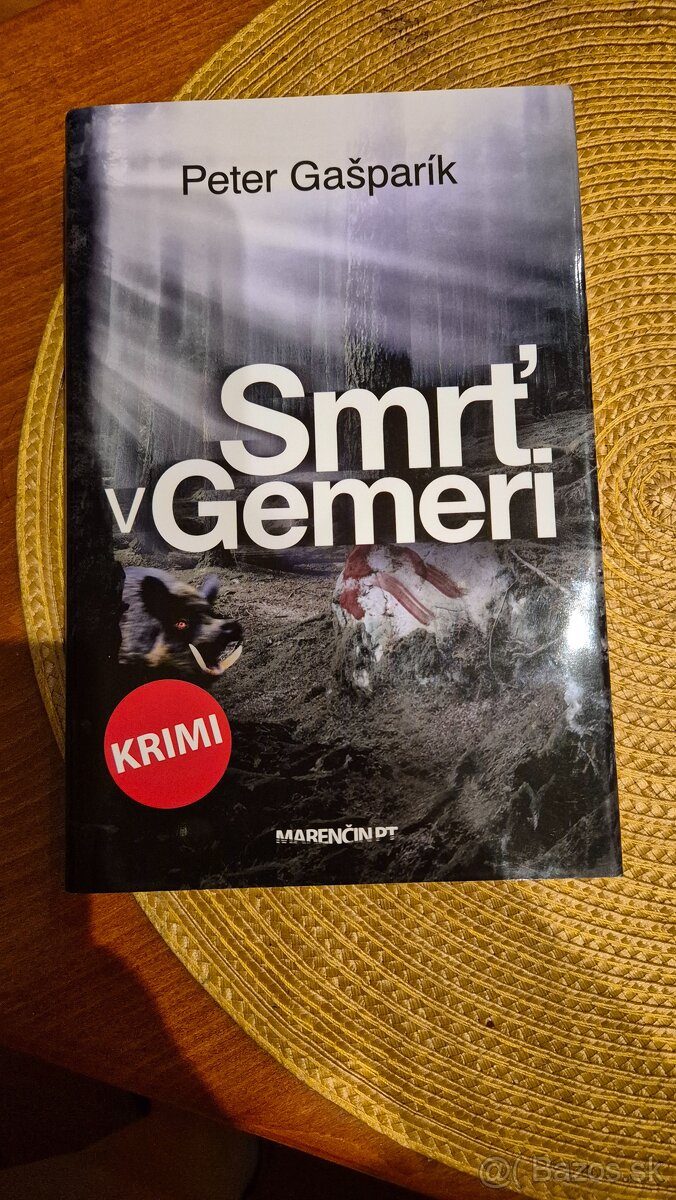 Peter Gašparík
Smrť
v Gemeri
KRIMI
MARENČIN PT
@( Bazos.sk